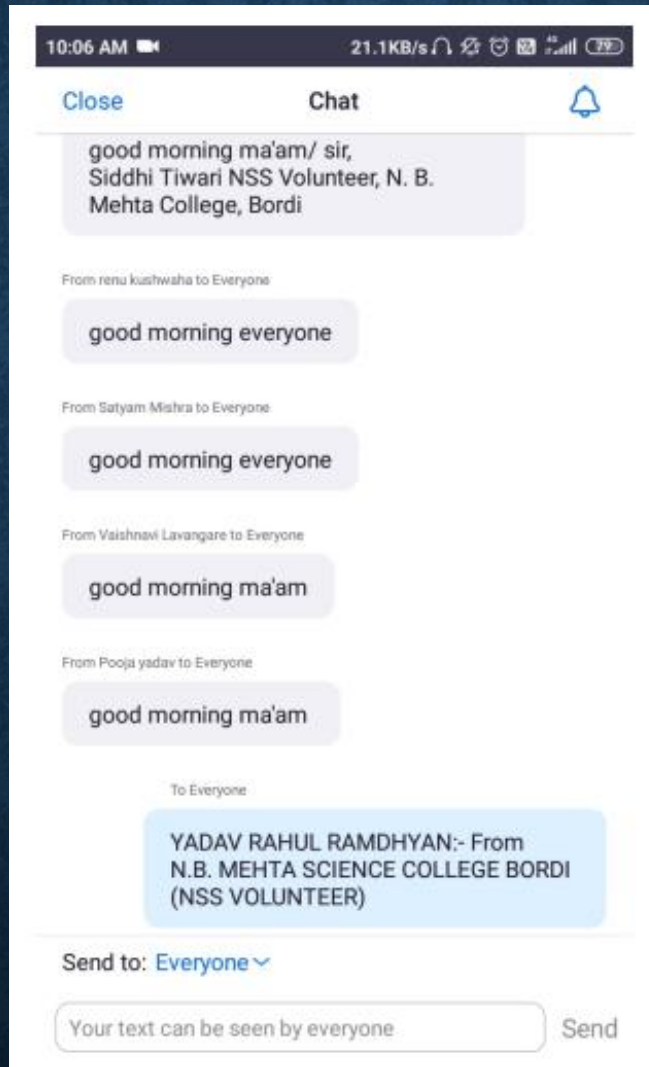 10:06 AM 21.1KB/s 4G 79
Close Chat
good morning ma'am/ sir,
Siddhi Tiwari NSS Volunteer, N. B.
Mehta College, Bordi
From renu kushwaha to Everyone
good morning everyone
From Satyam Mishra to Everyone
good morning everyone
From Vaishnavi Lavangare to Everyone
good morning ma'am
From Pooja yadav to Everyone
good morning ma'am
To Everyone
YADAV RAHUL RAMDHYAN:- From
N.B. MEHTA SCIENCE COLLEGE BORDI
(NSS VOLUNTEER)
Send to: Everyone
Your text can be seen by everyone Send